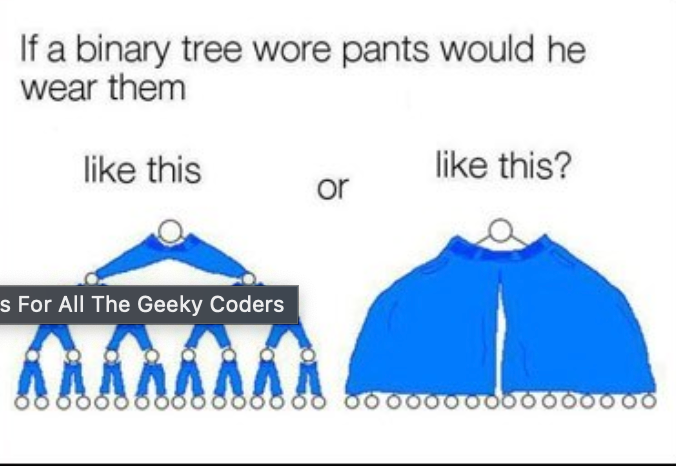 If a binary tree wore pants would he
wear them
like this
or
like this?
s For All The Geeky Coders